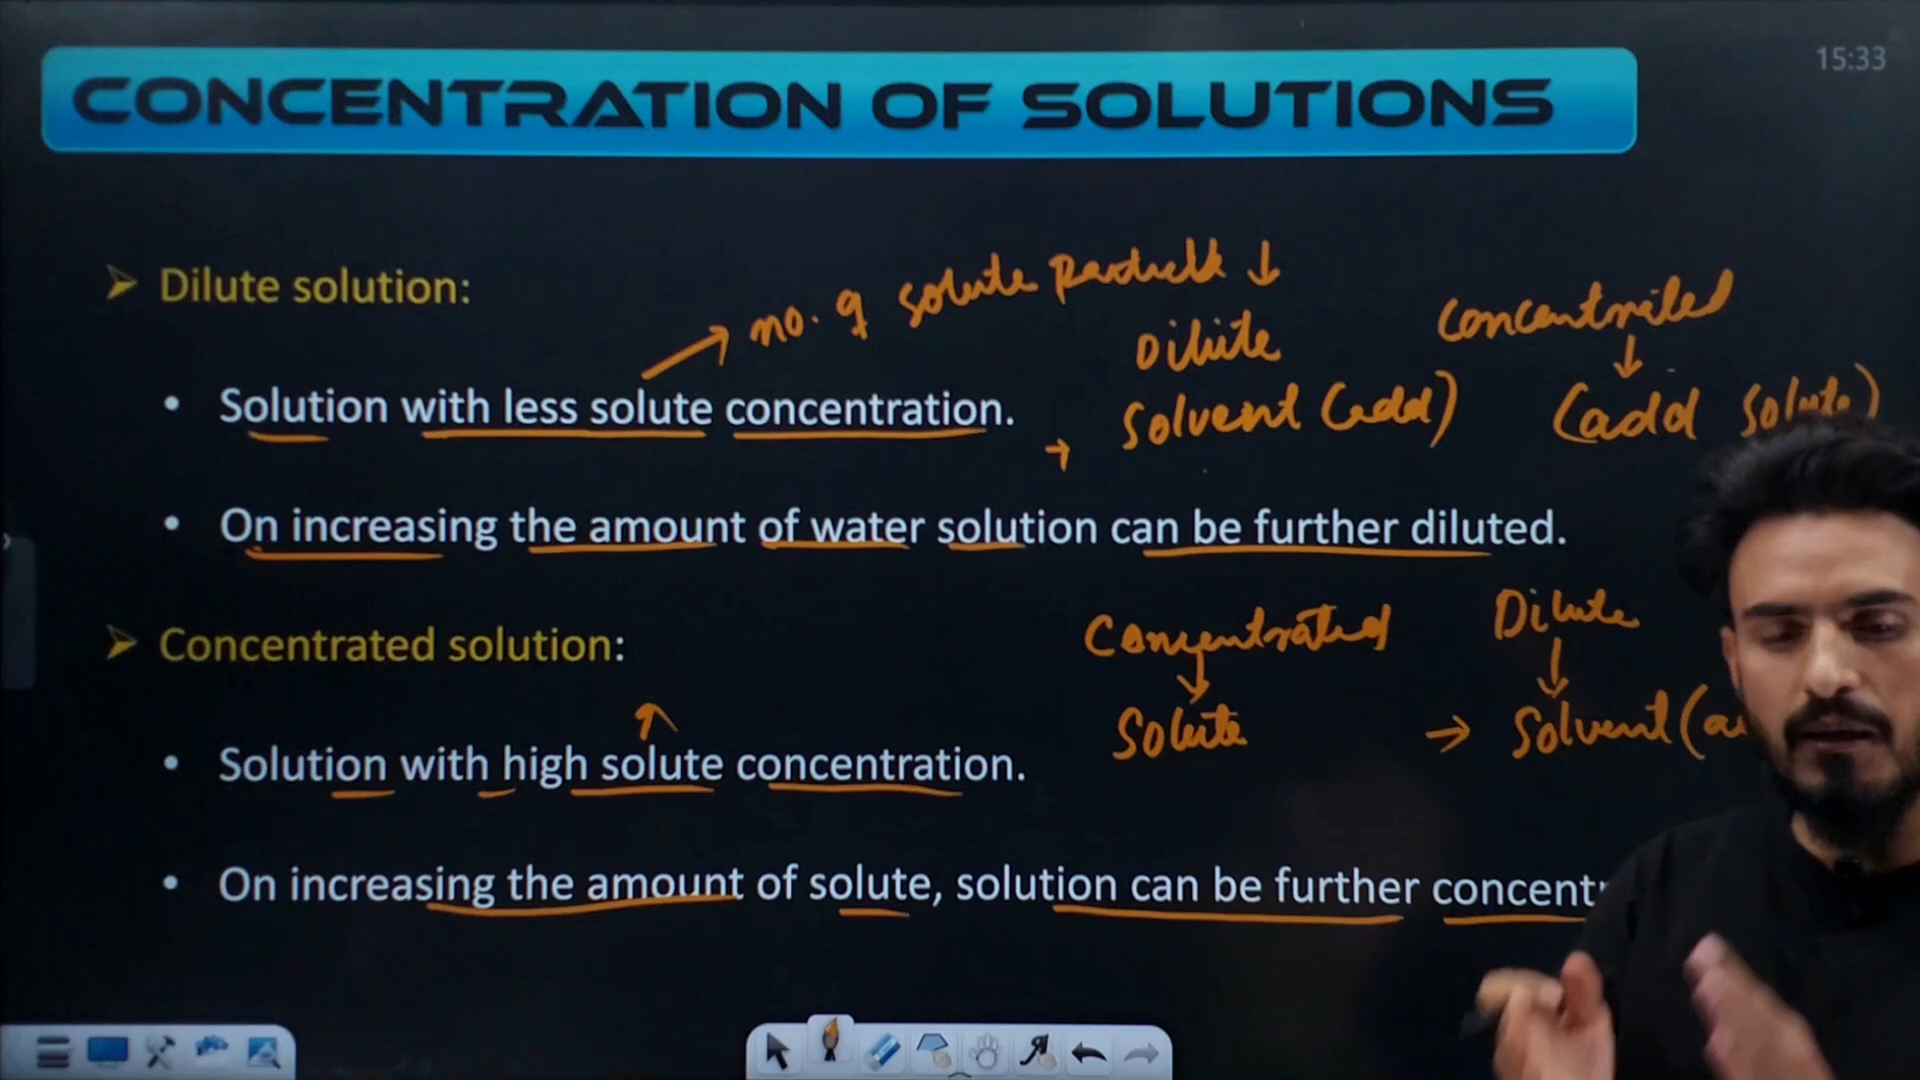 15:33
CONCENTRATION OF SOLUTIONS
Dilute solution:
no. of solute particle ↓
Dilute
Solvent (add)
Concentrated
↓
(add solute)
• Solution with less solute concentration.
• On increasing the amount of water solution can be further diluted.
Concentrated solution:
Concentrated
↓
Solute
Dilute
↓
→ Solvent (a
• Solution with high solute concentration.
• On increasing the amount of solute, solution can be further concent